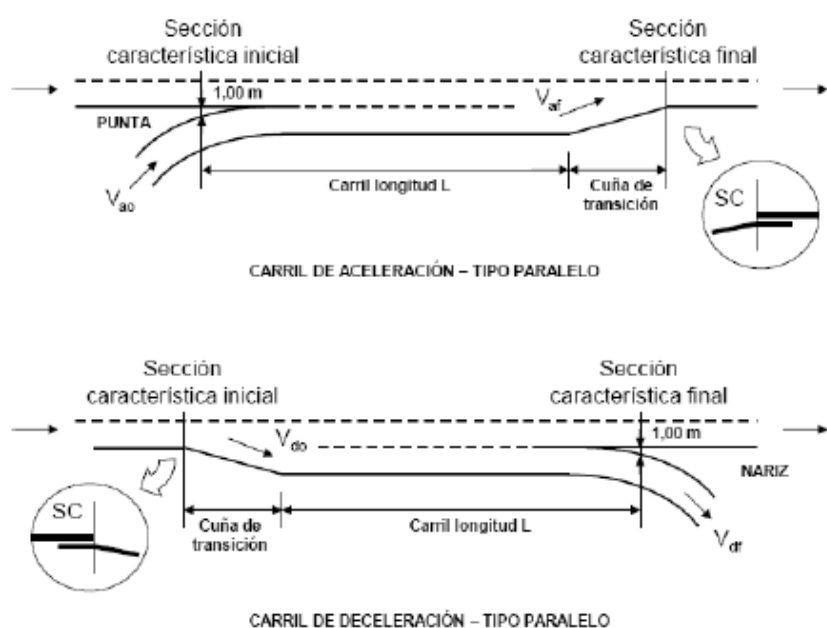 Sección
característica inicial
Sección
característica final
1,00 m
V af
PUNTA
V ao
Carril longitud L
Cuña de
transición
SC
CARRIL DE ACELERACIÓN – TIPO PARALELO
Sección
característica inicial
Sección
característica final
V do
1,00 m
NARIZ
SC
Cuña de
transición
Carril longitud L
V df
CARRIL DE DECELERACIÓN – TIPO PARALELO